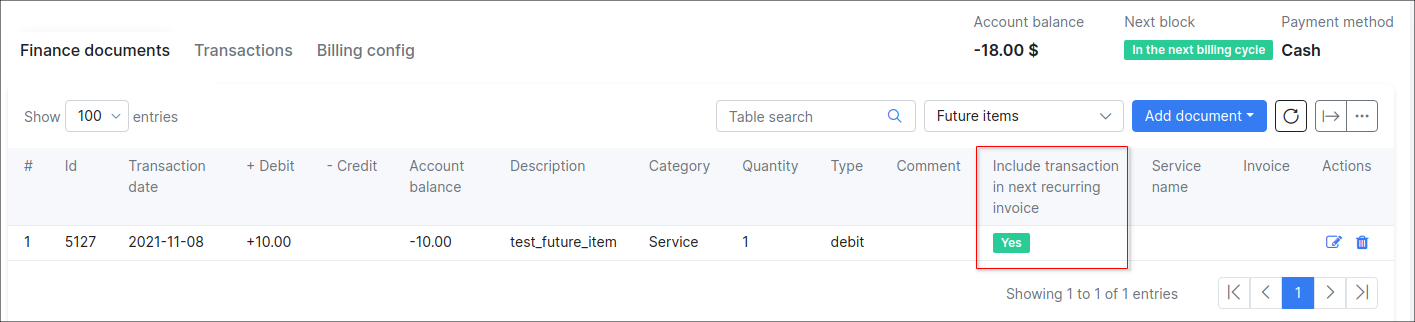 Account balance Next block Payment method
Finance documents Transactions Billing config -18.00 $ In the next billing cycle Cash
Show 100 entries Table search Future items Add document
# Id Transaction date + Debit - Credit Account balance Description Category Quantity Type Comment Include transaction in next recurring invoice Service name Invoice Actions
1 5127 2021-11-08 +10.00 -10.00 test_future_item Service 1 debit Yes
Showing 1 to 1 of 1 entries 1